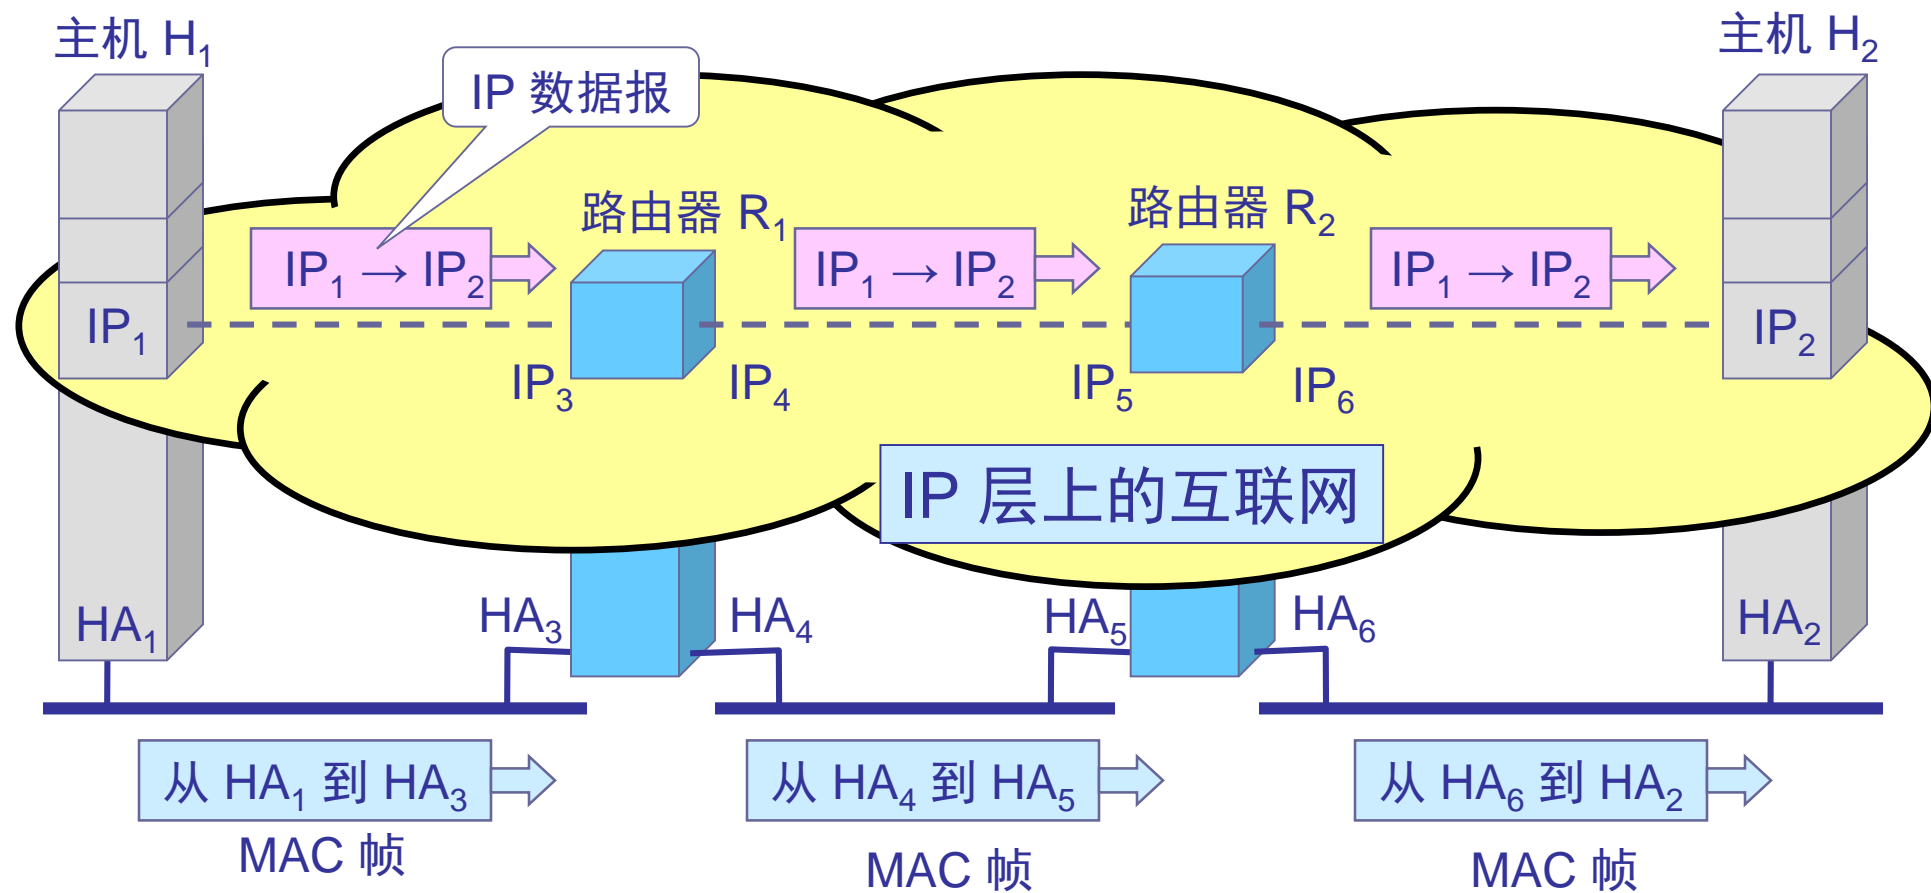 主机 H₁
主机 H₂
IP 数据报
路由器 R₁
路由器 R₂
IP₁ → IP₂
IP₁ → IP₂
IP₁ → IP₂
IP₁
IP₂
IP₃
IP₄
IP₅
IP₆
IP 层上的互联网
HA₁
HA₃
HA₄
HA₅
HA₆
HA₂
从 HA₁ 到 HA₃
从 HA₄ 到 HA₅
从 HA₆ 到 HA₂
MAC 帧
MAC 帧
MAC 帧